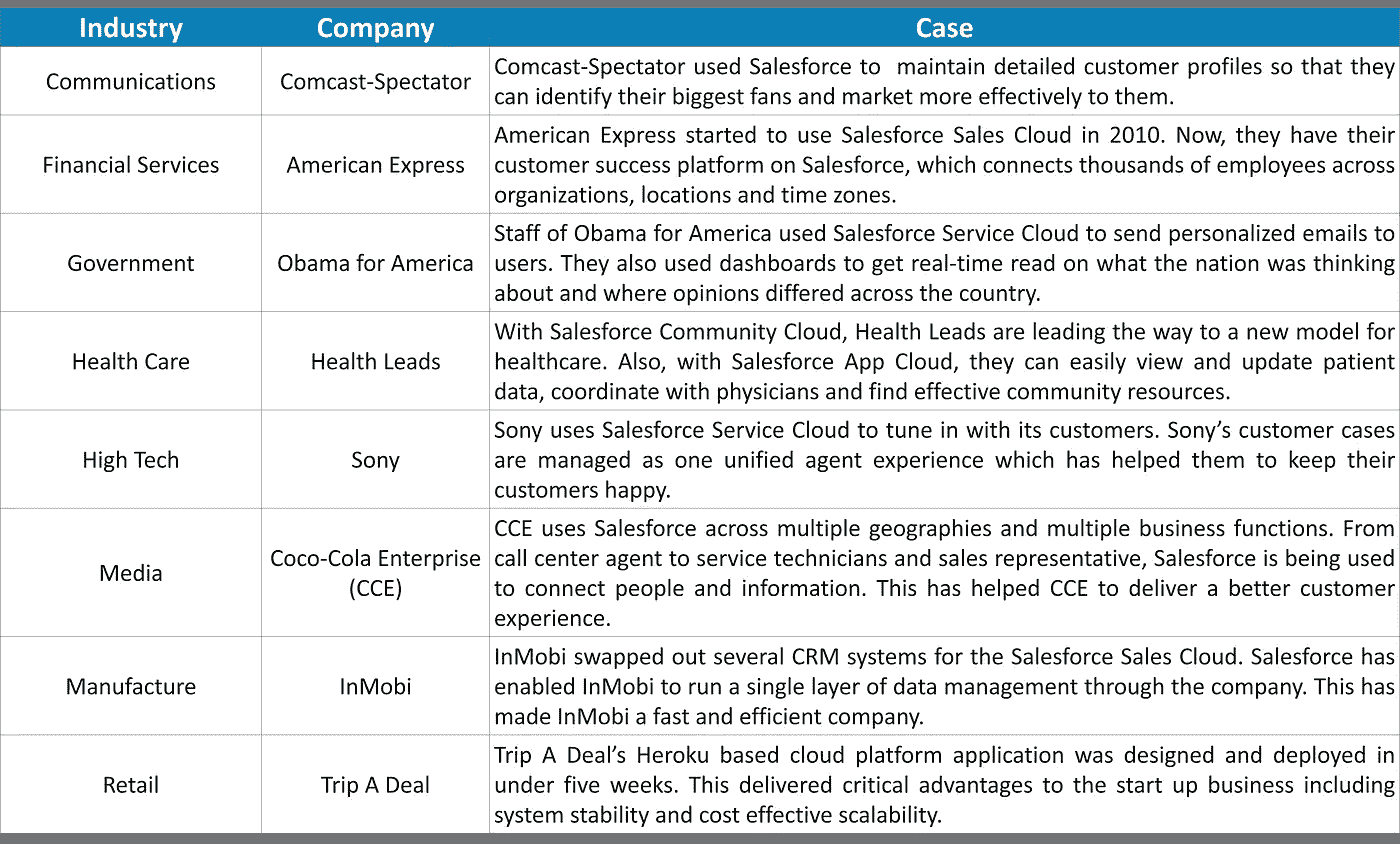 Industry Company Case
Communications Comcast-Spectator
Comcast-Spectator used Salesforce to  maintain detailed customer profiles so that they
can identify their biggest fans and market more effectively to them.
Financial Services American Express
American Express started to use Salesforce Sales Cloud in 2010. Now, they have their
customer success platform on Salesforce, which connects thousands of employees across
organizations, locations and time zones.
Government Obama for America
Staff of Obama for America used Salesforce Service Cloud to send personalized emails to
users. They also used dashboards to get real-time read on what the nation was thinking
about and where opinions differed across the country.
Health Care Health Leads
With Salesforce Community Cloud, Health Leads are leading the way to a new model for
healthcare. Also, with Salesforce App Cloud, they can easily view and update patient
data, coordinate with physicians and find effective community resources.
High Tech Sony
Sony uses Salesforce Service Cloud to tune in with its customers. Sony’s customer cases
are managed as one unified agent experience which has helped them to keep their
customers happy.
Media
Coco-Cola Enterprise
(CCE)
CCE uses Salesforce across multiple geographies and multiple business functions. From
call center agent to service technicians and sales representative, Salesforce is being used
to connect people and information. This has helped CCE to deliver a better customer
experience.
Manufacture InMobi
InMobi swapped out several CRM systems for the Salesforce Sales Cloud. Salesforce has
enabled InMobi to run a single layer of data management through the company. This has
made InMobi a fast and efficient company.
Retail Trip A Deal
Trip A Deal’s Heroku based cloud platform application was designed and deployed in
under five weeks. This delivered critical advantages to the start up business including
system stability and cost effective scalability.